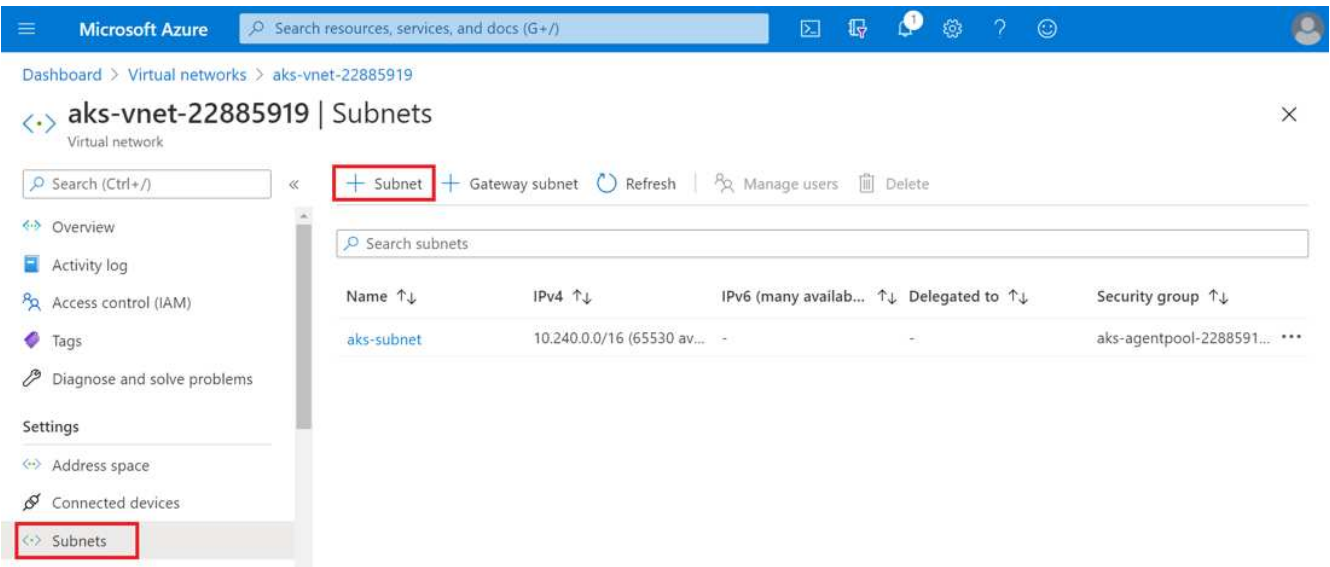 Microsoft Azure
Search resources, services, and docs (G+/)
1
Dashboard > Virtual networks > aks-vnet-22885919
aks-vnet-22885919 | Subnets
Virtual network
Search (Ctrl+/)
«
+ Subnet
+ Gateway subnet
Refresh
Manage users
Delete
Overview
Activity log
Access control (IAM)
Tags
Diagnose and solve problems
Settings
Address space
Connected devices
Subnets
Search subnets
Name ↑↓ IPv4 ↑↓ IPv6 (many availab... ↑↓ Delegated to ↑↓ Security group ↑↓
aks-subnet 10.240.0.0/16 (65530 av... - - aks-agentpool-2288591... •••